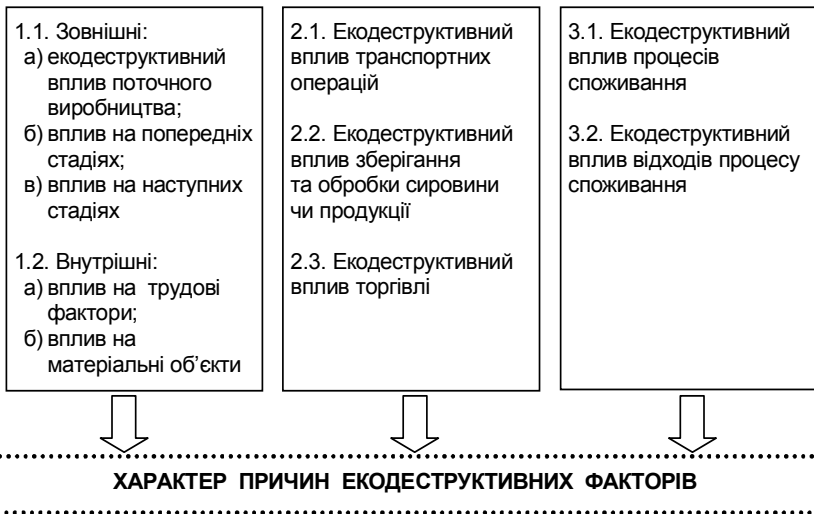 1.1. Зовнішні:
а) екодеструктивний
вплив поточного
виробництва;
б) вплив на попередніх
стадіях;
в) вплив на наступних
стадіях
1.2. Внутрішні:
а) вплив на трудові
фактори;
б) вплив на
матеріальні об’єкти
2.1. Екодеструктивний
вплив транспортних
операцій
2.2. Екодеструктивний
вплив зберігання
та обробки сировини
чи продукції
2.3. Екодеструктивний
вплив торгівлі
3.1. Екодеструктивний
вплив процесів
споживання
3.2. Екодеструктивний
вплив відходів процесу
споживання
ХАРАКТЕР ПРИЧИН ЕКОДЕСТРУКТИВНИХ ФАКТОРІВ